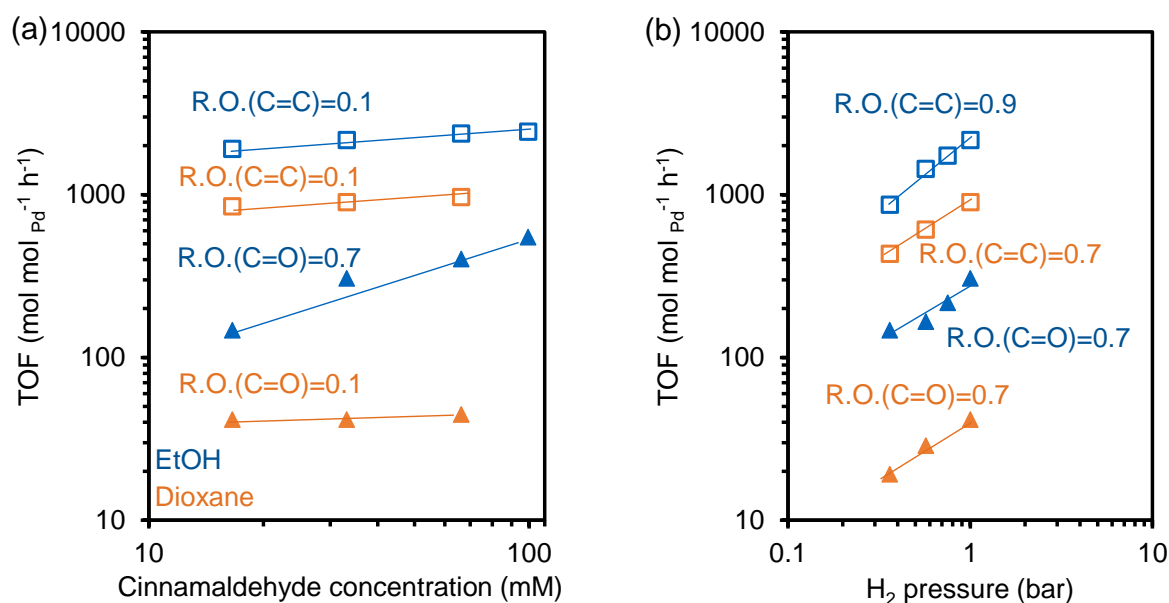 (a)
10000
1000
100
10
TOF (mol mol Pd⁻¹ h⁻¹)
R.O.(C=C)=0.1
R.O.(C=C)=0.1
R.O.(C=O)=0.7
R.O.(C=O)=0.1
EtOH
Dioxane
10
100
Cinnamaldehyde concentration (mM)
(b)
10000
1000
100
10
TOF (mol mol Pd⁻¹ h⁻¹)
R.O.(C=C)=0.9
R.O.(C=C)=0.7
R.O.(C=O)=0.7
R.O.(C=O)=0.7
0.1
1
10
H₂ pressure (bar)